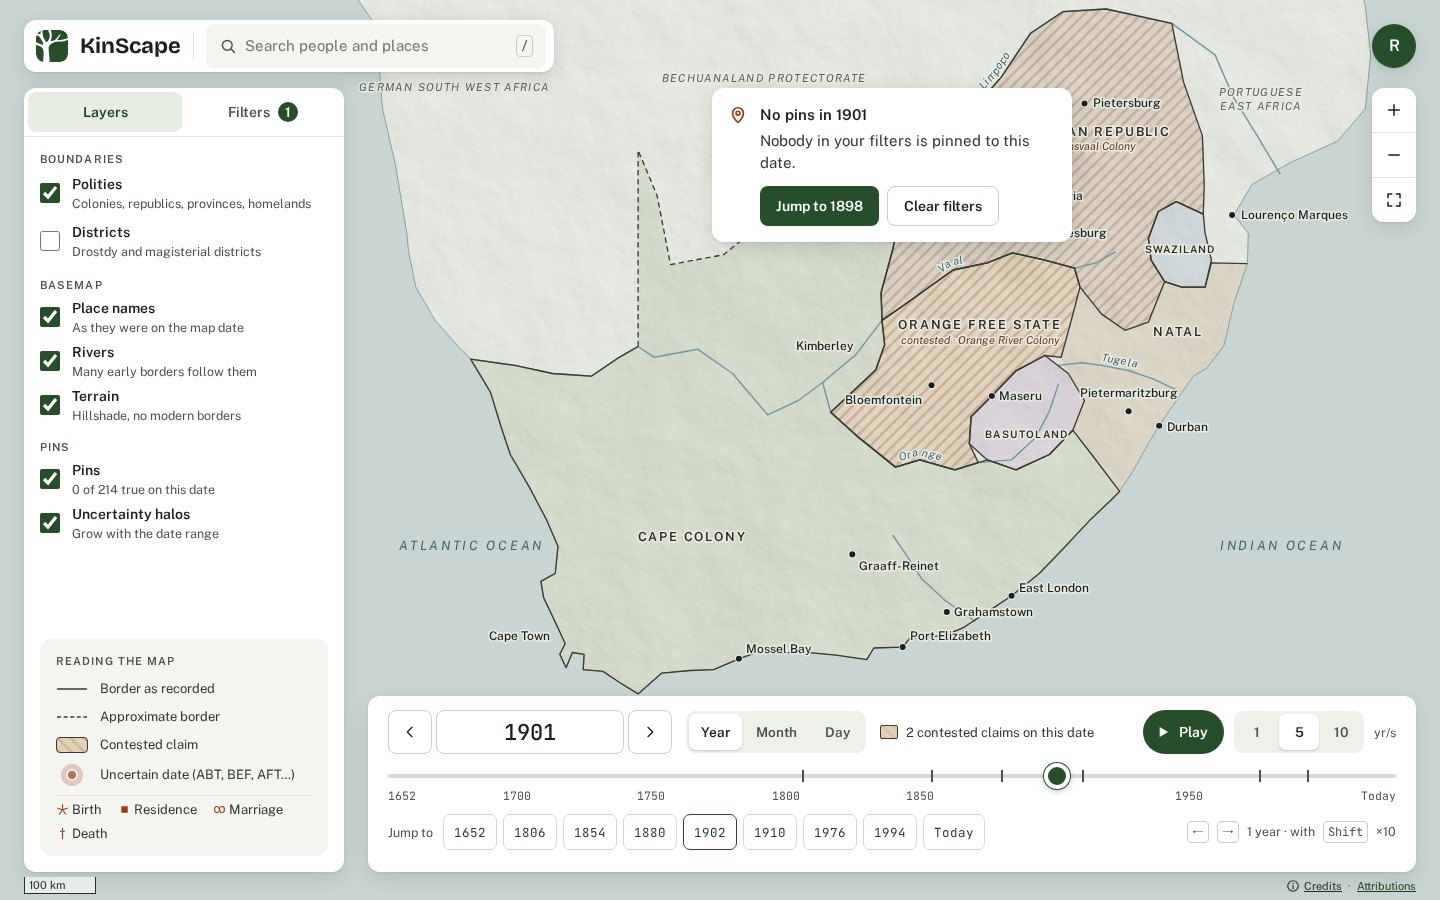 KinScape
Search people and places
/
R
Layers
Filters 1
BOUNDARIES
Polities
Colonies, republics, provinces, homelands
Districts
Drostdy and magisterial districts
BASEMAP
Place names
As they were on the map date
Rivers
Many early borders follow them
Terrain
Hillshade, no modern borders
PINS
Pins
0 of 214 true on this date
Uncertainty halos
Grow with the date range
READING THE MAP
Border as recorded
Approximate border
Contested claim
Uncertain date (ABT, BEF, AFT…)
Birth
Residence
Marriage
Death
100 km
GERMAN SOUTH WEST AFRICA
BECHUANALAND PROTECTORATE
Limpopo
PORTUGUESE
EAST AFRICA
Pietersburg
AN REPUBLIC
nsvaal Colony
No pins in 1901
Nobody in your filters is pinned to this
date.
Jump to 1898
Clear filters
ria
esburg
Lourenço Marques
SWAZILAND
Vaal
ORANGE FREE STATE
contested · Orange River Colony
NATAL
Kimberley
Tugela
Bloemfontein
Maseru
Pietermaritzburg
Durban
BASUTOLAND
Orange
CAPE COLONY
ATLANTIC OCEAN
INDIAN OCEAN
Graaff-Reinet
East London
Grahamstown
Cape Town
Port Elizabeth
Mossel Bay
1901
Year
Month
Day
2 contested claims on this date
Play
1
5
10
yr/s
1652
1700
1750
1800
1850
1950
Today
Jump to
1652
1806
1854
1880
1902
1910
1976
1994
Today
← → 1 year · with Shift ×10
Credits · Attributions